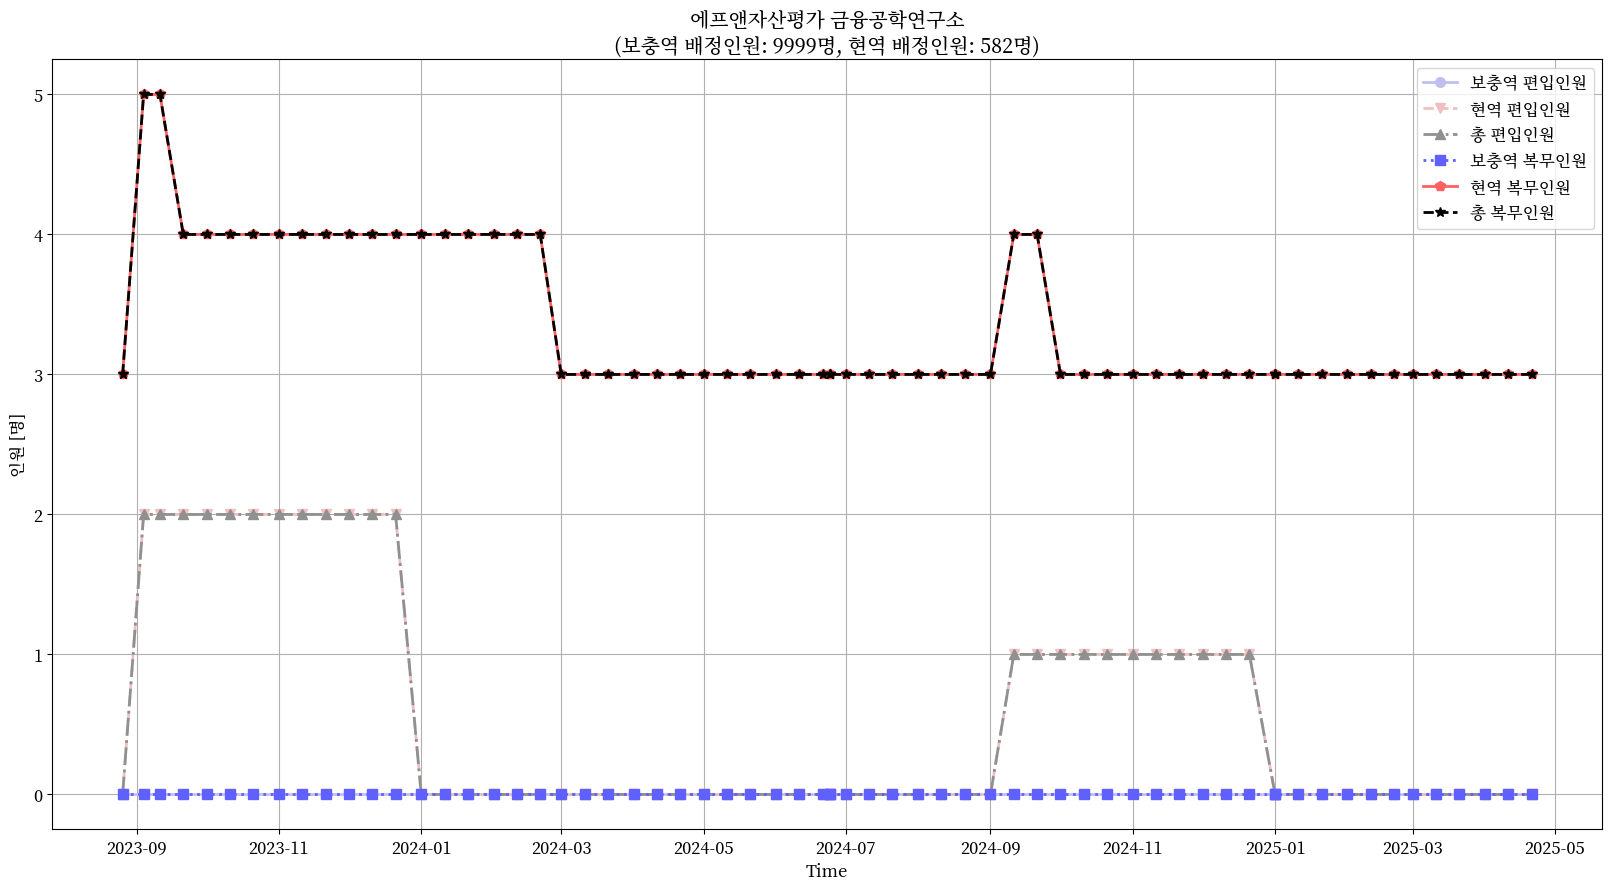 에프앤자산평가 금융공학연구소
(보충역 배정인원: 9999명, 현역 배정인원: 582명)
5
4
3
2
1
0
인원 [명]
보충역 편입인원
현역 편입인원
총 편입인원
보충역 복무인원
현역 복무인원
총 복무인원
2023-09
2023-11
2024-01
2024-03
2024-05
2024-07
2024-09
2024-11
2025-01
2025-03
2025-05
Time